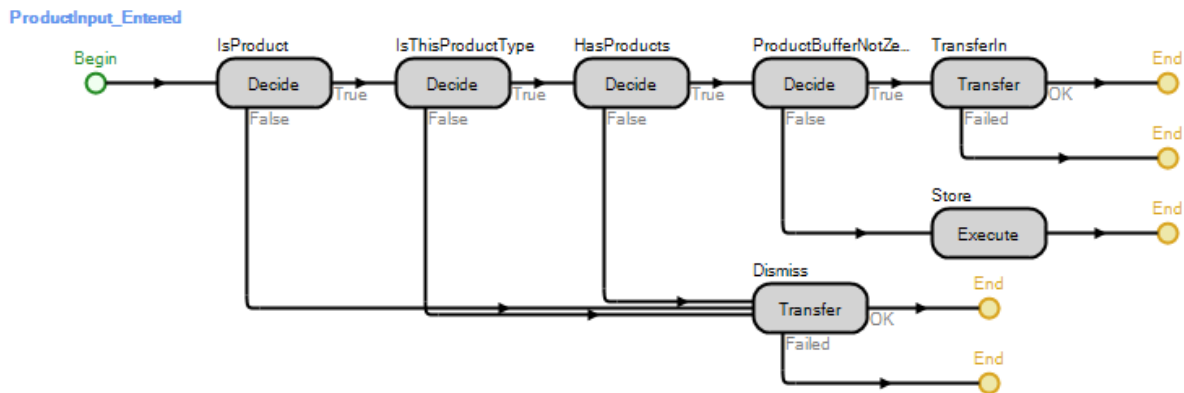 ProductInput_Entered
Begin
IsProduct
Decide
True
False
IsThisProductType
Decide
True
False
HasProducts
Decide
True
False
ProductBufferNotZe...
Decide
True
False
TransferIn
Transfer
OK
Failed
End
End
Store
Execute
End
Dismiss
Transfer
OK
Failed
End
End